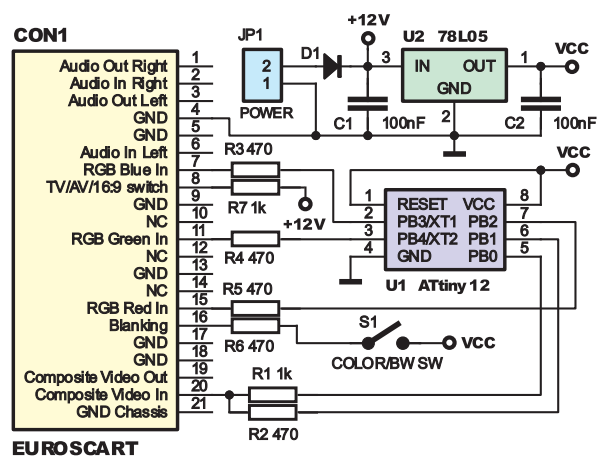 CON1
Audio Out Right 1
Audio In Right 2
Audio Out Left 3
GND 4
GND 5
Audio In Left 6
RGB Blue In 7
TV/AV/16:9 switch 8
GND 9
NC 10
RGB Green In 11
NC 12
GND 13
NC 14
RGB Red In 15
Blanking 16
GND 17
GND 18
Composite Video Out 19
Composite Video In 20
GND Chassis 21
EUROSCART
JP1
2
1
POWER
D1
+12V
C1
100nF
U2 78L05
3 IN OUT 1
GND
2
VCC
C2
100nF
R3 470
R7 1k
+12V
R4 470
R5 470
R6 470
R1 1k
R2 470
VCC
1 RESET VCC 8
2 PB3/XT1 PB2 7
3 PB4/XT2 PB1 6
4 GND PB0 5
U1 ATtiny 12
S1
VCC
COLOR/BW SW